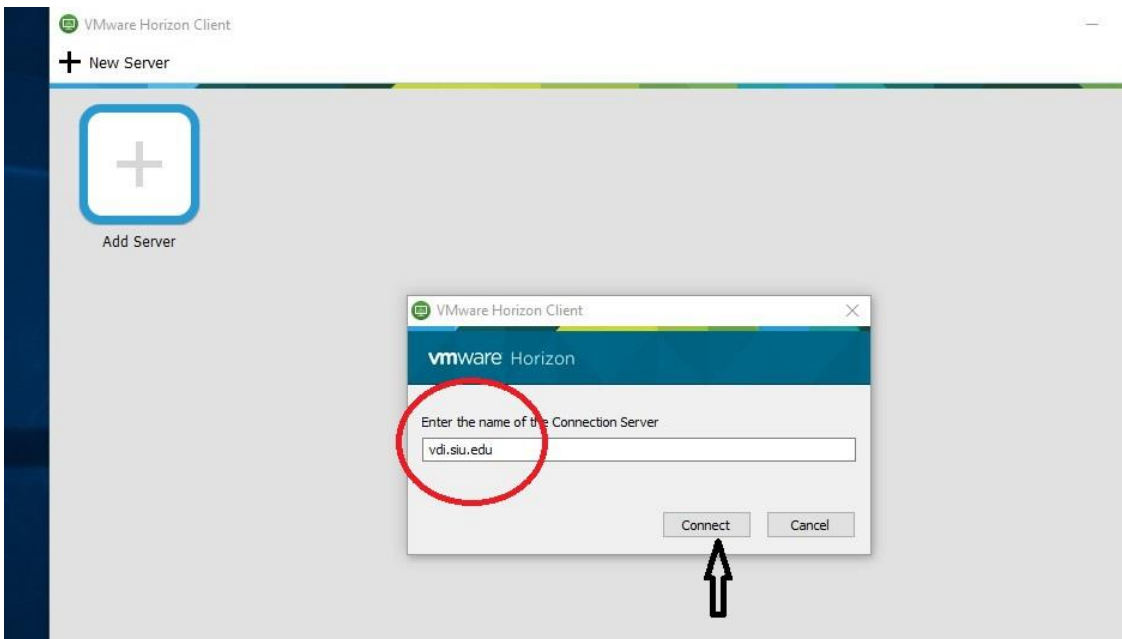 VMware Horizon Client
New Server
Add Server
VMware Horizon Client
vmware Horizon
Enter the name of the Connection Server
vdi.siu.edu
Connect Cancel